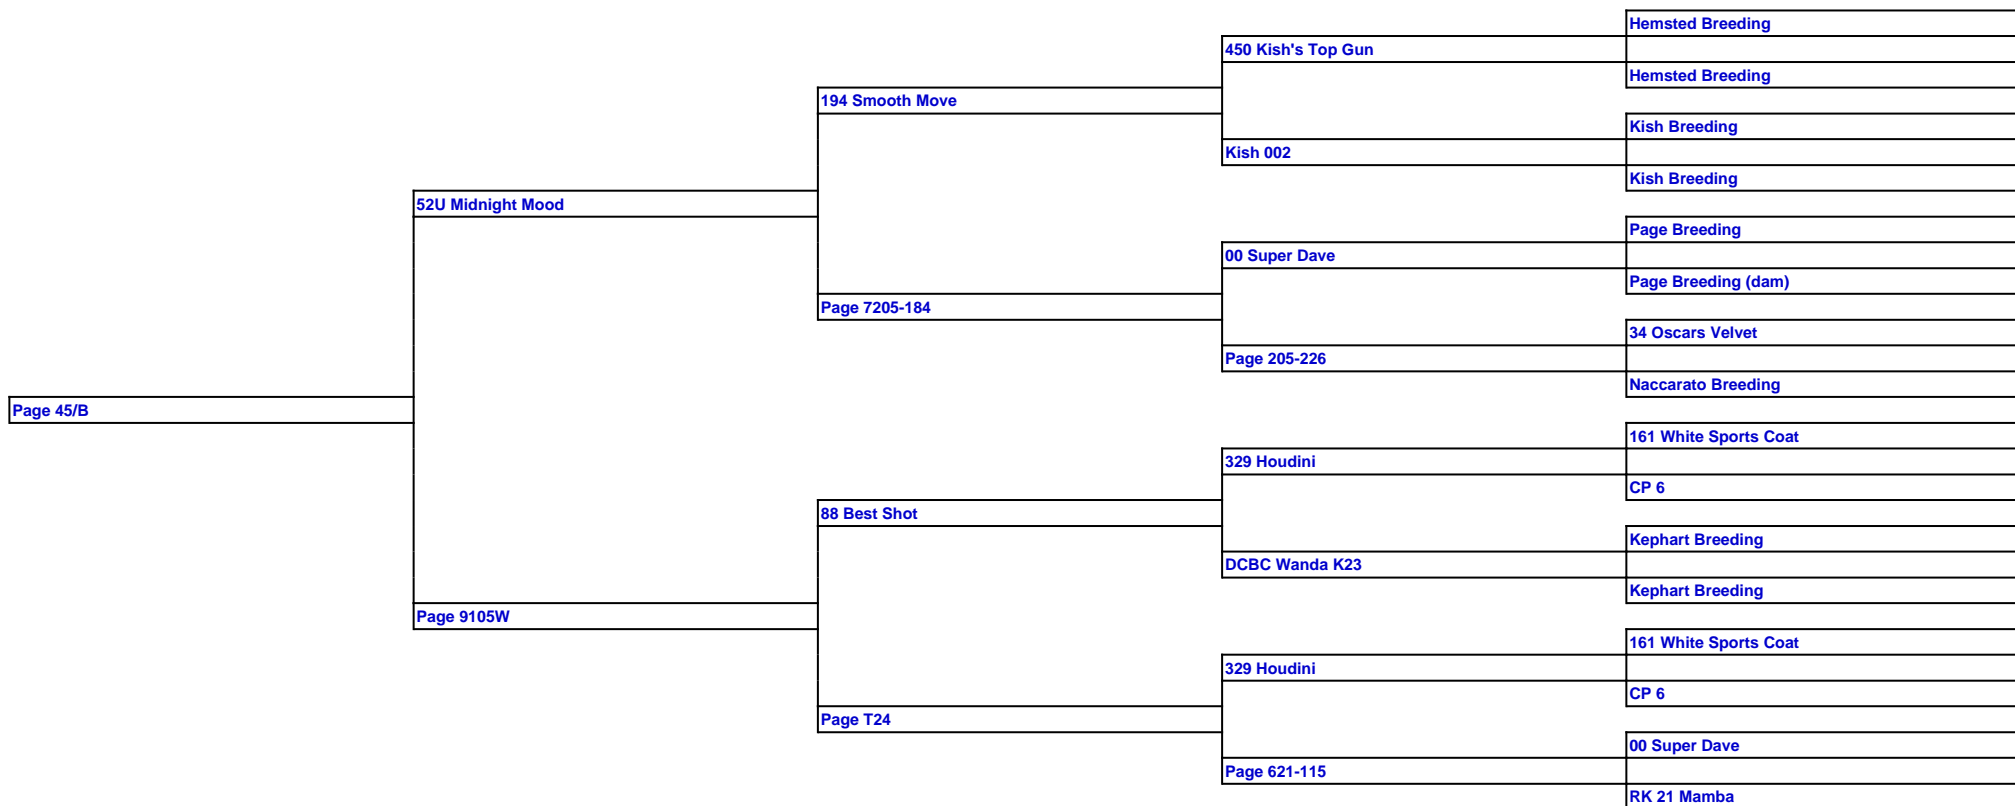 Hemsted Breeding
450 Kish's Top Gun
Hemsted Breeding
194 Smooth Move
Kish Breeding
Kish 002
Kish Breeding
52U Midnight Mood
Page Breeding
00 Super Dave
Page Breeding (dam)
Page 7205-184
34 Oscars Velvet
Page 205-226
Naccarato Breeding
Page 45/B
161 White Sports Coat
329 Houdini
CP 6
88 Best Shot
Kephart Breeding
DCBC Wanda K23
Kephart Breeding
Page 9105W
161 White Sports Coat
329 Houdini
CP 6
Page T24
00 Super Dave
Page 621-115
RK 21 Mamba